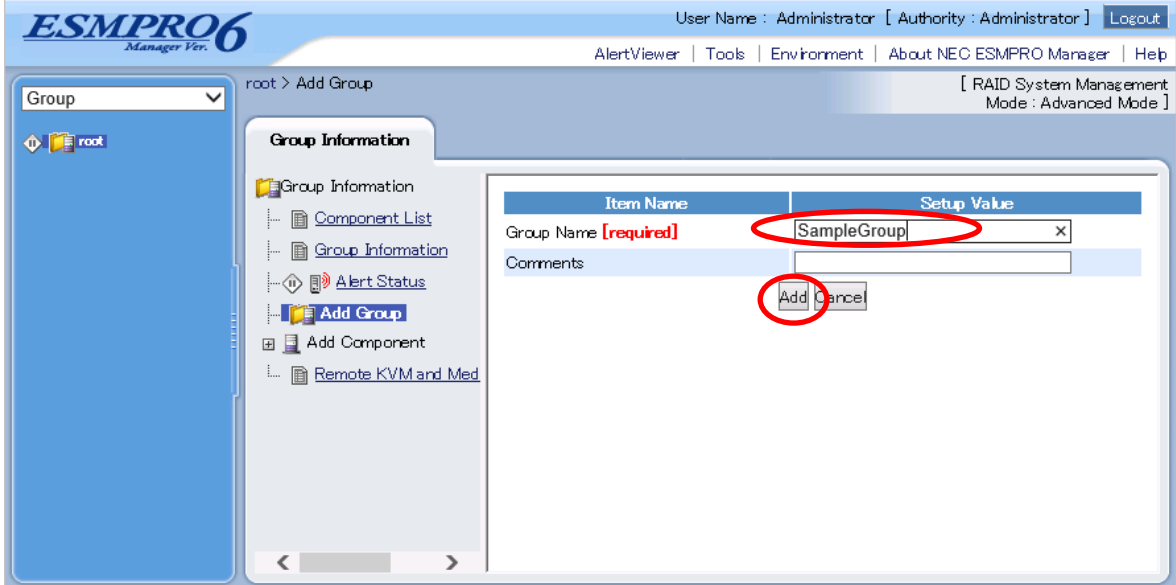 ESMPRO6
Manager Ver.
User Name : Administrator [ Authority : Administrator ] Logout
AlertViewer | Tools | Environment | About NEC ESMPRO Manager | Help
Group
root > Add Group
[ RAID System Management
Mode : Advanced Mode ]
root
Group Information
Group Information
Component List
Group Information
Alert Status
Add Group
Add Component
Remote KVM and Med
Item Name Setup Value
Group Name [required] SampleGroup ×
Comments
Add Cancel